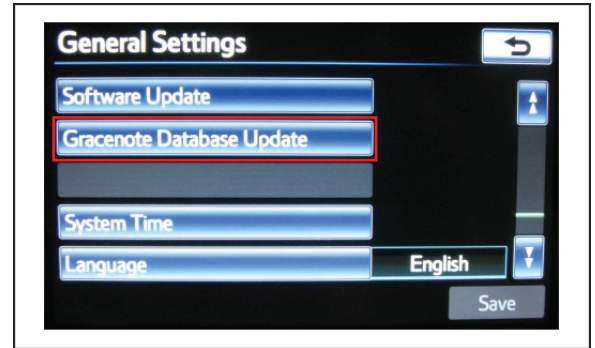 General Settings
Software Update
Gracenote Database Update
System Time
Language English
Save